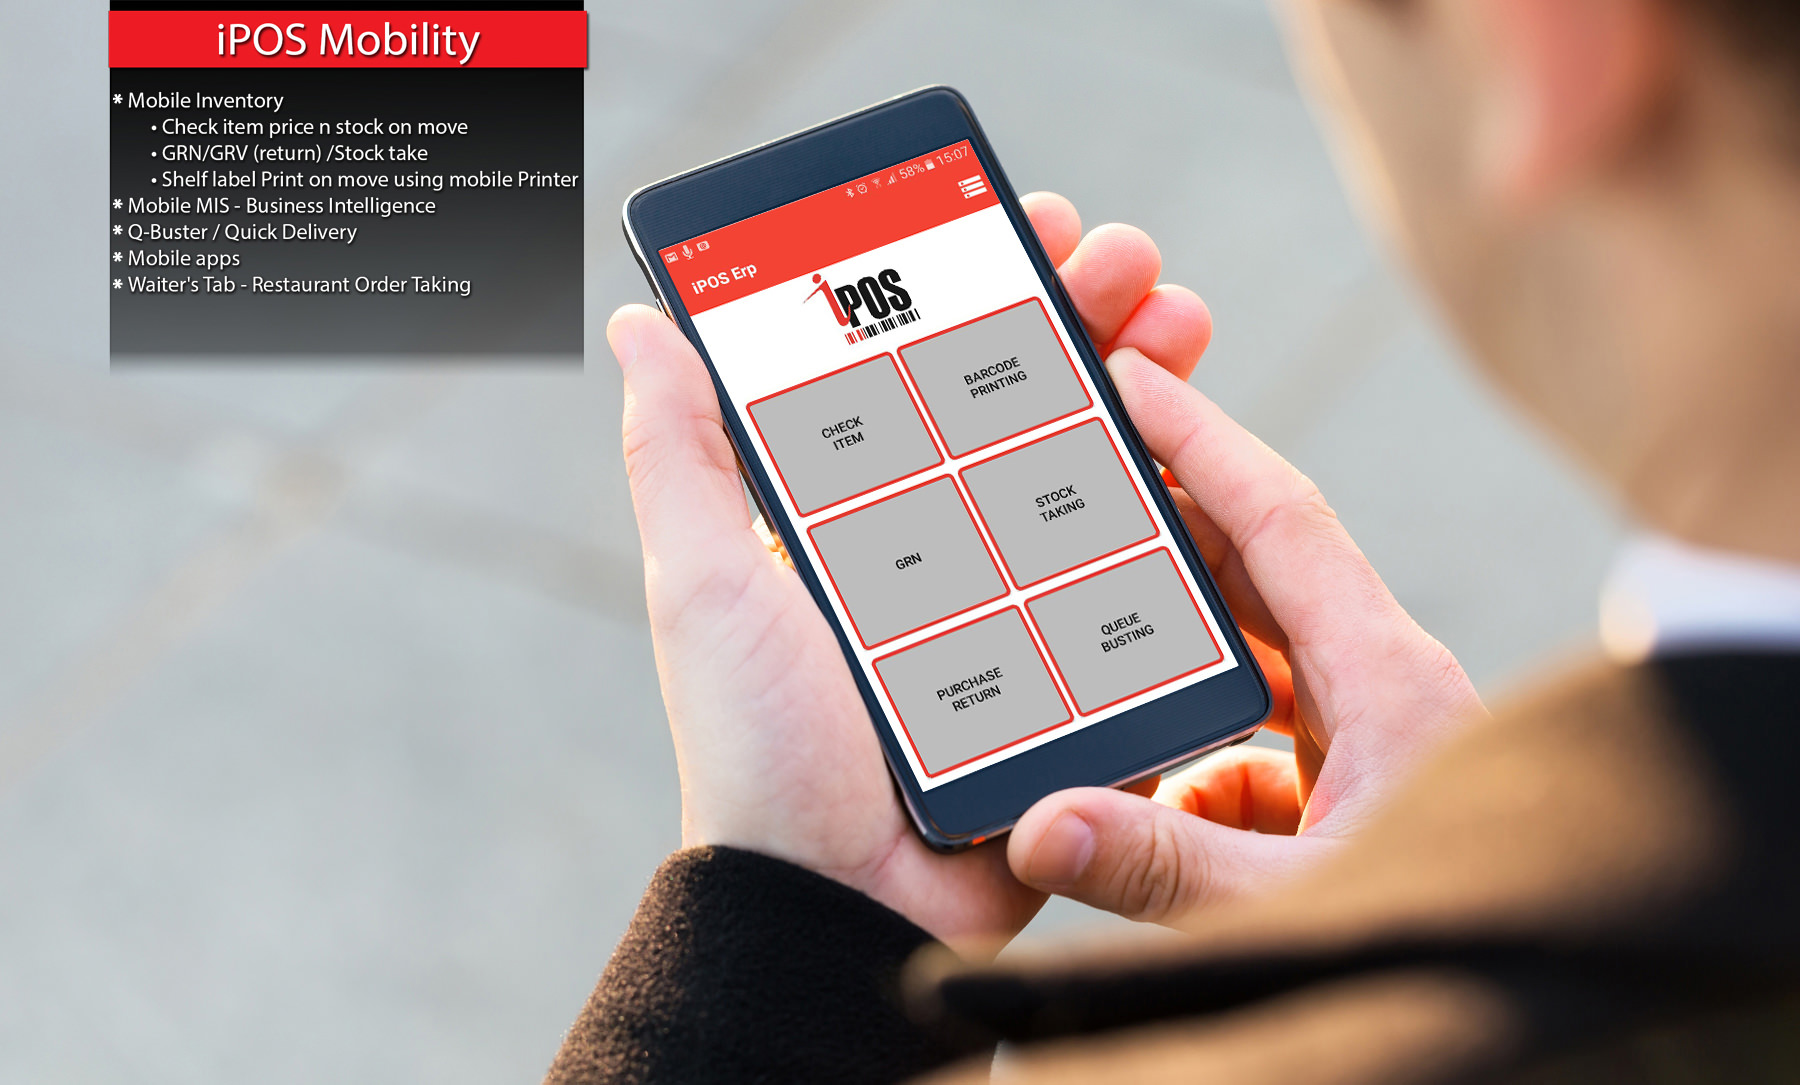 iPOS Mobility
* Mobile Inventory
• Check item price n stock on move
• GRN/GRV (return) /Stock take
• Shelf label Print on move using mobile Printer
* Mobile MIS - Business Intelligence
* Q-Buster / Quick Delivery
* Mobile apps
* Waiter's Tab - Restaurant Order Taking
58% 15:07
iPOS Erp
iPOS
CHECK
ITEM
BARCODE
PRINTING
GRN
STOCK
TAKING
PURCHASE
RETURN
QUEUE
BUSTING